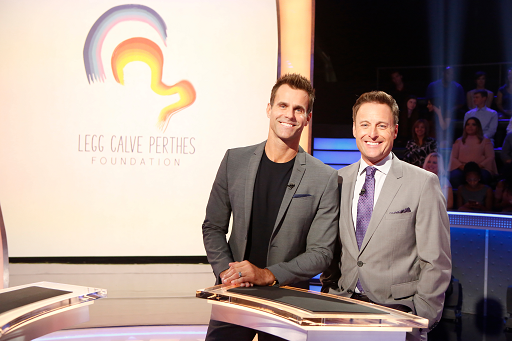 LEGG CALVE PERTHES
FOUNDATION